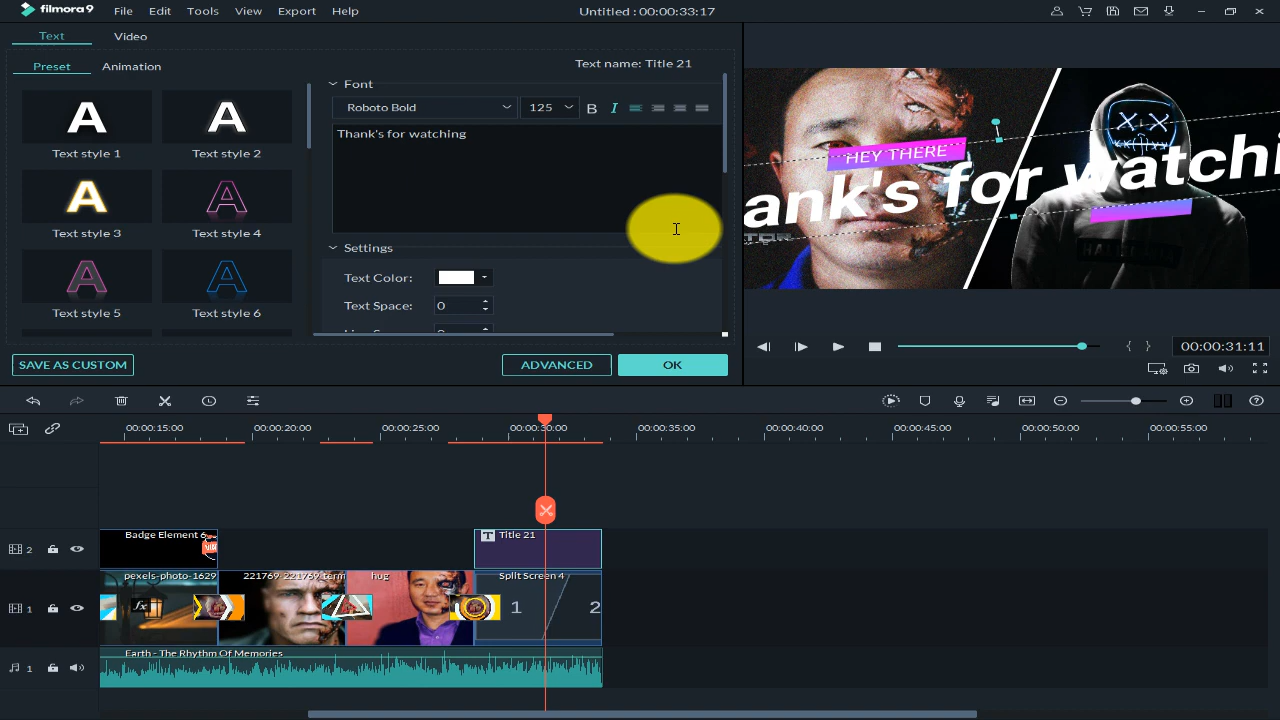 filmora9 File Edit Tools View Export Help Untitled : 00:00:33:17
Text Video
Preset Animation
Text name: Title 21
Font
Roboto Bold 125 B I
Thank's for watching
A A
Text style 1 Text style 2
A A
Text style 3 Text style 4
A A
Text style 5 Text style 6
Settings
Text Color:
Text Space: 0
SAVE AS CUSTOM ADVANCED OK
HEY THERE
ank's for watchi
00:00:31:11
00:00:15:00 00:00:20:00 00:00:25:00 00:00:30:00 00:00:35:00 00:00:40:00 00:00:45:00 00:00:50:00 00:00:55:00
2 Badge Element 6 T Title 21
pexels-photo-1629 221769-221769.term hug Split Screen 4
1 fx 1 2
Earth - The Rhythm Of Memories
1